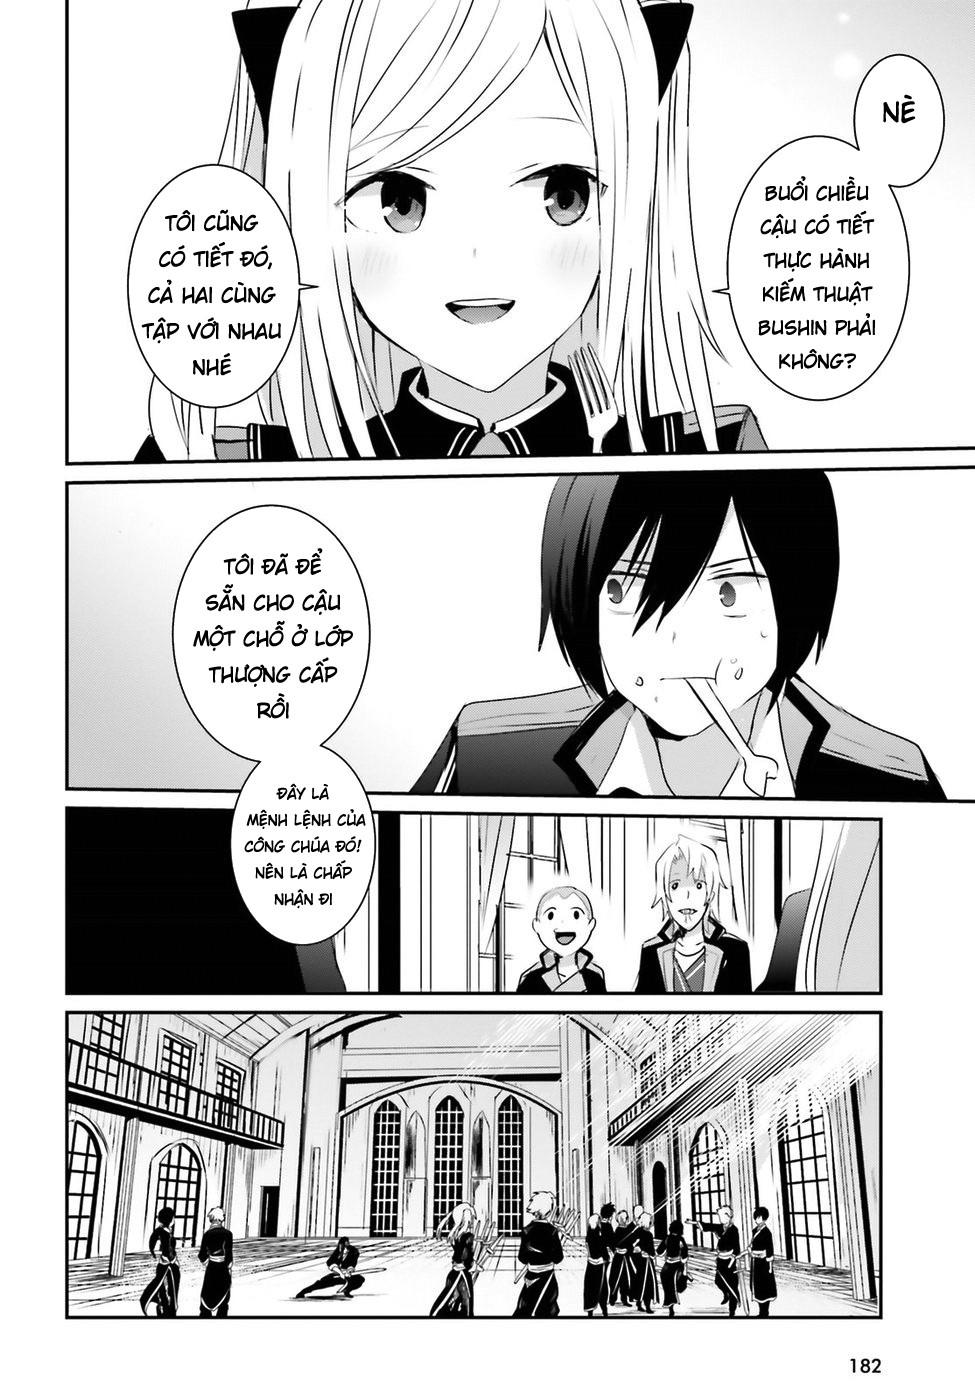 NÈ
BUỔI CHIỀU
CẬU CÓ TIẾT
THỰC HÀNH
KIẾM THUẬT
BUSHIN PHẢI
KHÔNG?
TÔI CŨNG
CÓ TIẾT ĐÓ,
CẢ HAI CÙNG
TẬP VỚI NHAU
NHÉ
TÔI ĐÃ ĐỂ
SẴN CHO CẬU
MỘT CHỖ Ở LỚP
THƯỢNG CẤP
RỒI
ĐÂY LÀ
MỆNH LỆNH CỦA
CÔNG CHÚA ĐÓ!
NÊN LÀ CHẤP
NHẬN ĐI
182